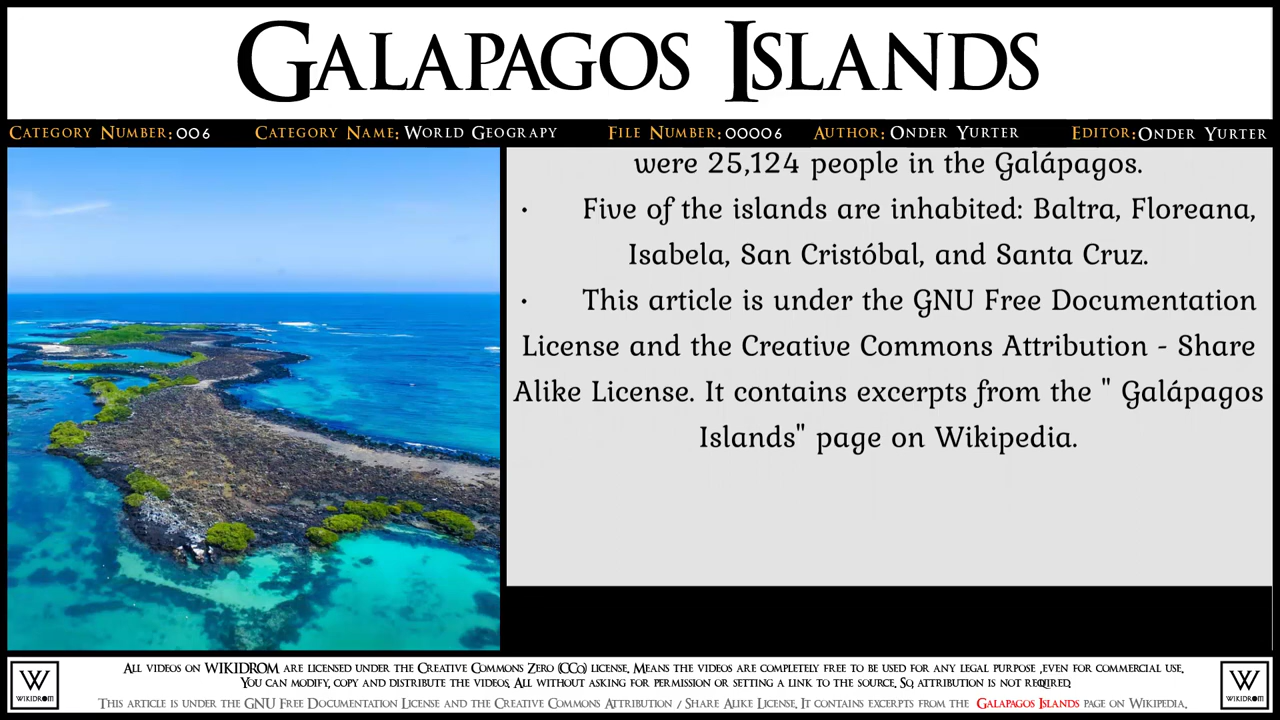 Galapagos Islands
Category Number: 006 Category Name: World Geograpy File Number: 00006 Author: Onder Yurter Editor: Onder Yurter
were 25,124 people in the Galápagos.
• Five of the islands are inhabited: Baltra, Floreana,
Isabela, San Cristóbal, and Santa Cruz.
• This article is under the GNU Free Documentation
License and the Creative Commons Attribution - Share
Alike License. It contains excerpts from the " Galápagos
Islands" page on Wikipedia.
W
WIKIDROM
All videos on WIKIDROM are licensed under the Creative Commons Zero (CC0) license. Means the videos are completely free to be used for any legal purpose ,even for commercial use.
You can modify, copy and distribute the videos. All without asking for permission or setting a link to the source. So, attribution is not required.
This article is under the GNU Free Documentation License and the Creative Commons Attribution / Share Alike License. It contains excerpts from the Galapagos Islands page on Wikipedia.
W
WIKIDROM